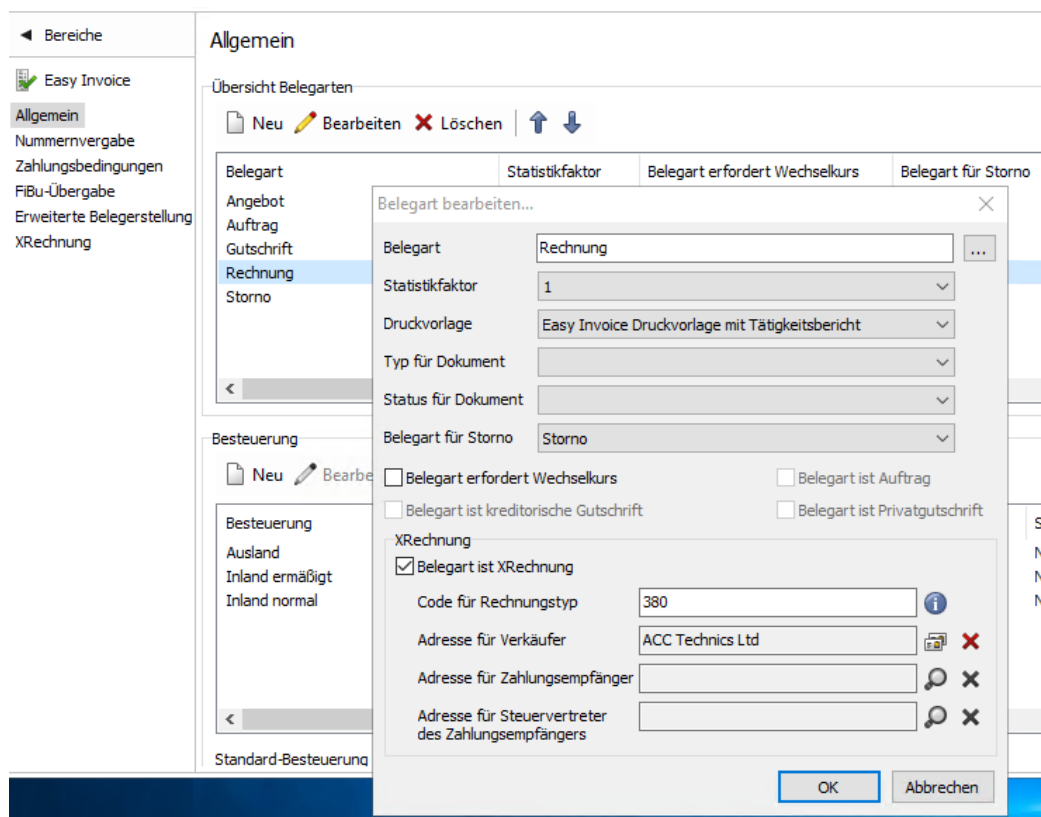 Bereiche
Easy Invoice
Allgemein
Nummernvergabe
Zahlungsbedingungen
FiBu-Übergabe
Erweiterte Belegerstellung
XRechnung
Allgemein
Übersicht Belegarten
Neu Bearbeiten Löschen
Belegart Statistikfaktor Belegart erfordert Wechselkurs Belegart für Storno
Angebot
Auftrag
Gutschrift
Rechnung
Storno
Besteuerung
Neu Bearbe
Besteuerung
Ausland
Inland ermäßigt
Inland normal
Standard-Besteuerung
Belegart bearbeiten...
Belegart Rechnung ...
Statistikfaktor 1
Druckvorlage Easy Invoice Druckvorlage mit Tätigkeitsbericht
Typ für Dokument
Status für Dokument
Belegart für Storno Storno
Belegart erfordert Wechselkurs Belegart ist Auftrag
Belegart ist kreditorische Gutschrift Belegart ist Privatgutschrift
XRechnung
Belegart ist XRechnung
Code für Rechnungstyp 380
Adresse für Verkäufer ACC Technics Ltd
Adresse für Zahlungsempfänger
Adresse für Steuervertreter
des Zahlungsempfängers
OK Abbrechen